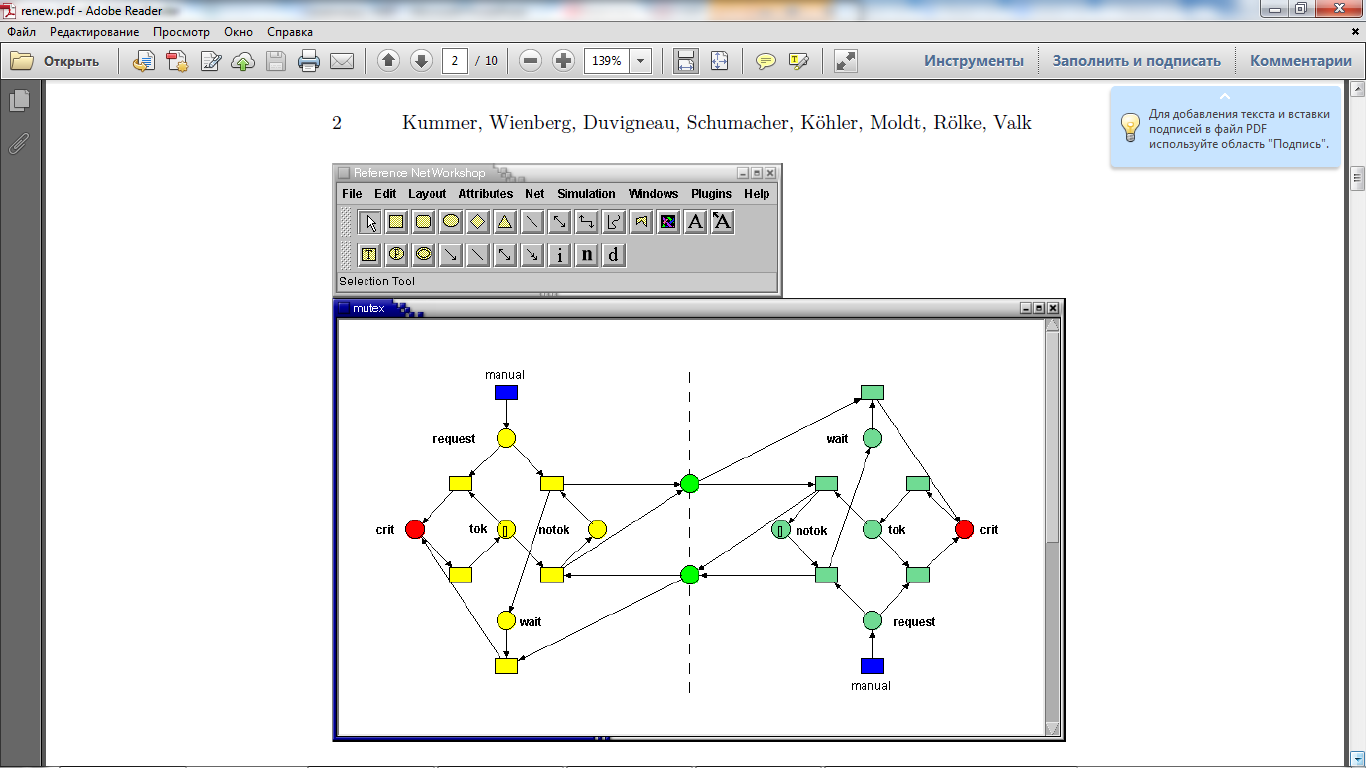 renew.pdf - Adobe Reader
Файл Редактирование Просмотр Окно Справка
Открыть 2 / 10 139% Инструменты Заполнить и подписать Комментарии
Для добавления текста и вставки
подписей в файл PDF
используйте область "Подпись".
2 Kummer, Wienberg, Duvigneau, Schumacher, Köhler, Moldt, Rölke, Valk
Reference NetWorkshop
File Edit Layout Attributes Net Simulation Windows Plugins Help
A A
T P i n d
Selection Tool
mutex
manual
request wait
crit tok [] notok [] notok tok crit
wait request
manual